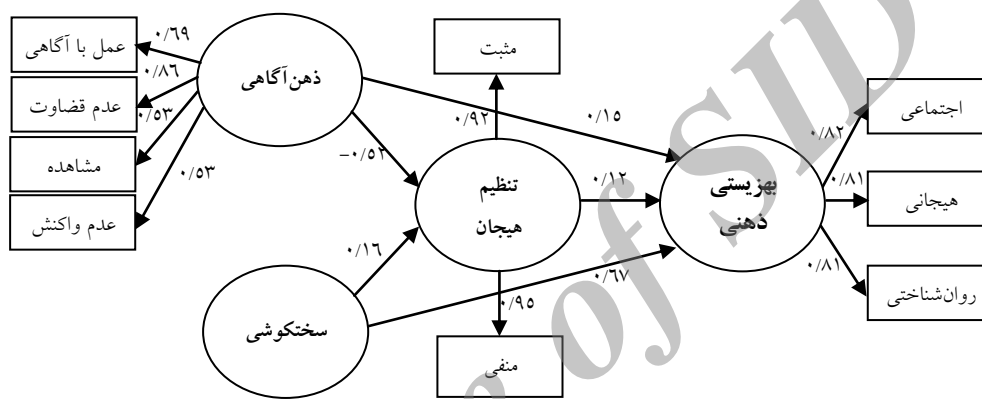 مثبت
عمل با آگاهی
۰/۶۹
ذهن‌آگاهی
۰/۸۶
عدم قضاوت
۰/۵۳
مشاهده
۰/۵۳
عدم واکنش
۰/۹۲
۰/۱۵
−۰/۵۲
تنظیم
هیجان
۰/۱۲
بهزیستی
ذهنی
اجتماعی
۰/۸۲
هیجانی
۰/۸۱
روان‌شناختی
۰/۸۱
۰/۱۶
۰/۶۷
سختکوشی
۰/۹۵
منفی
of SID